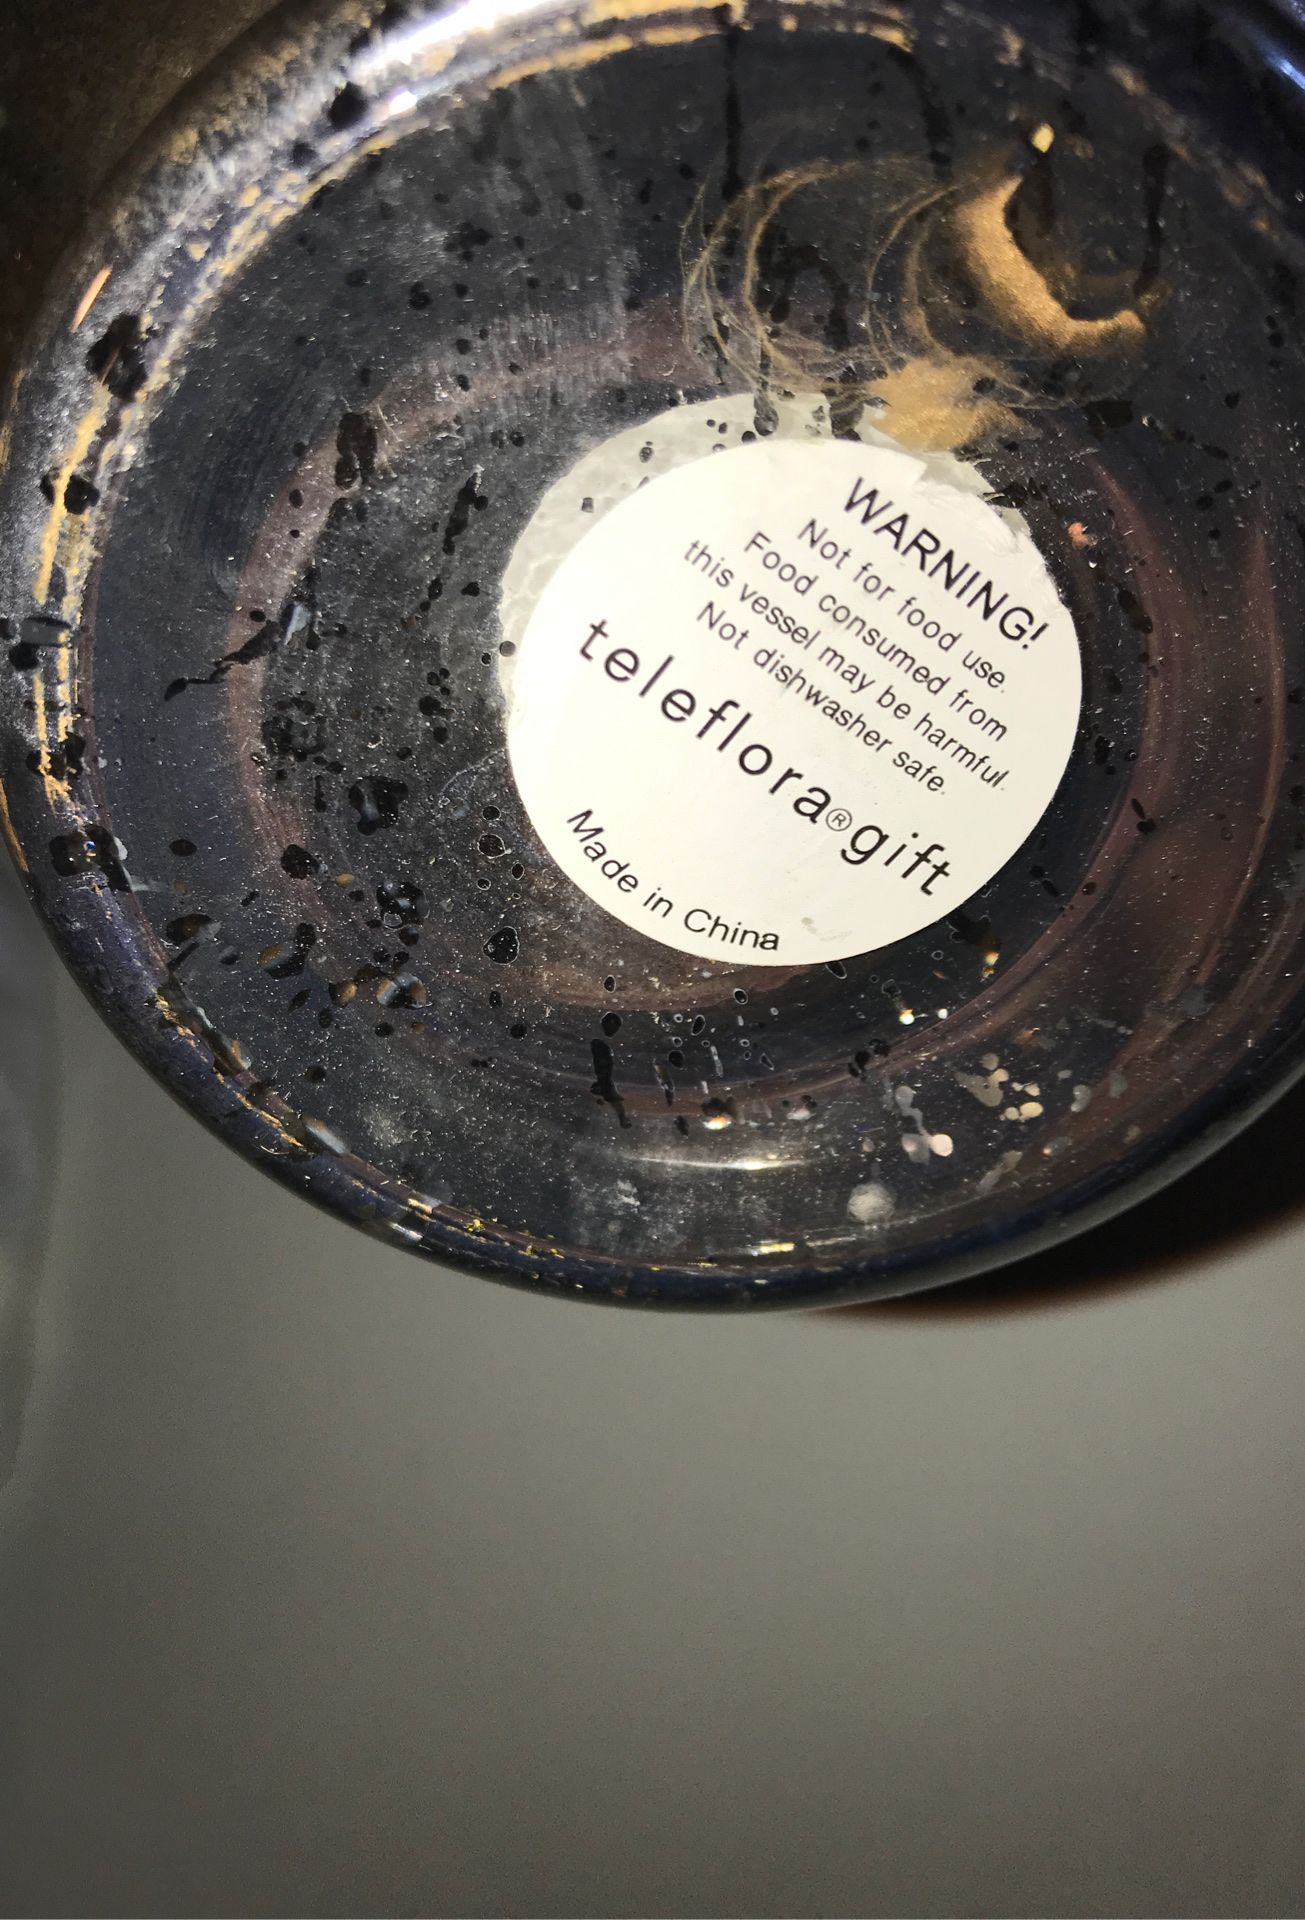 WARNING!
Not for food use.
Food consumed from
this vessel may be harmful.
Not dishwasher safe.
teleflora® gift
Made in China